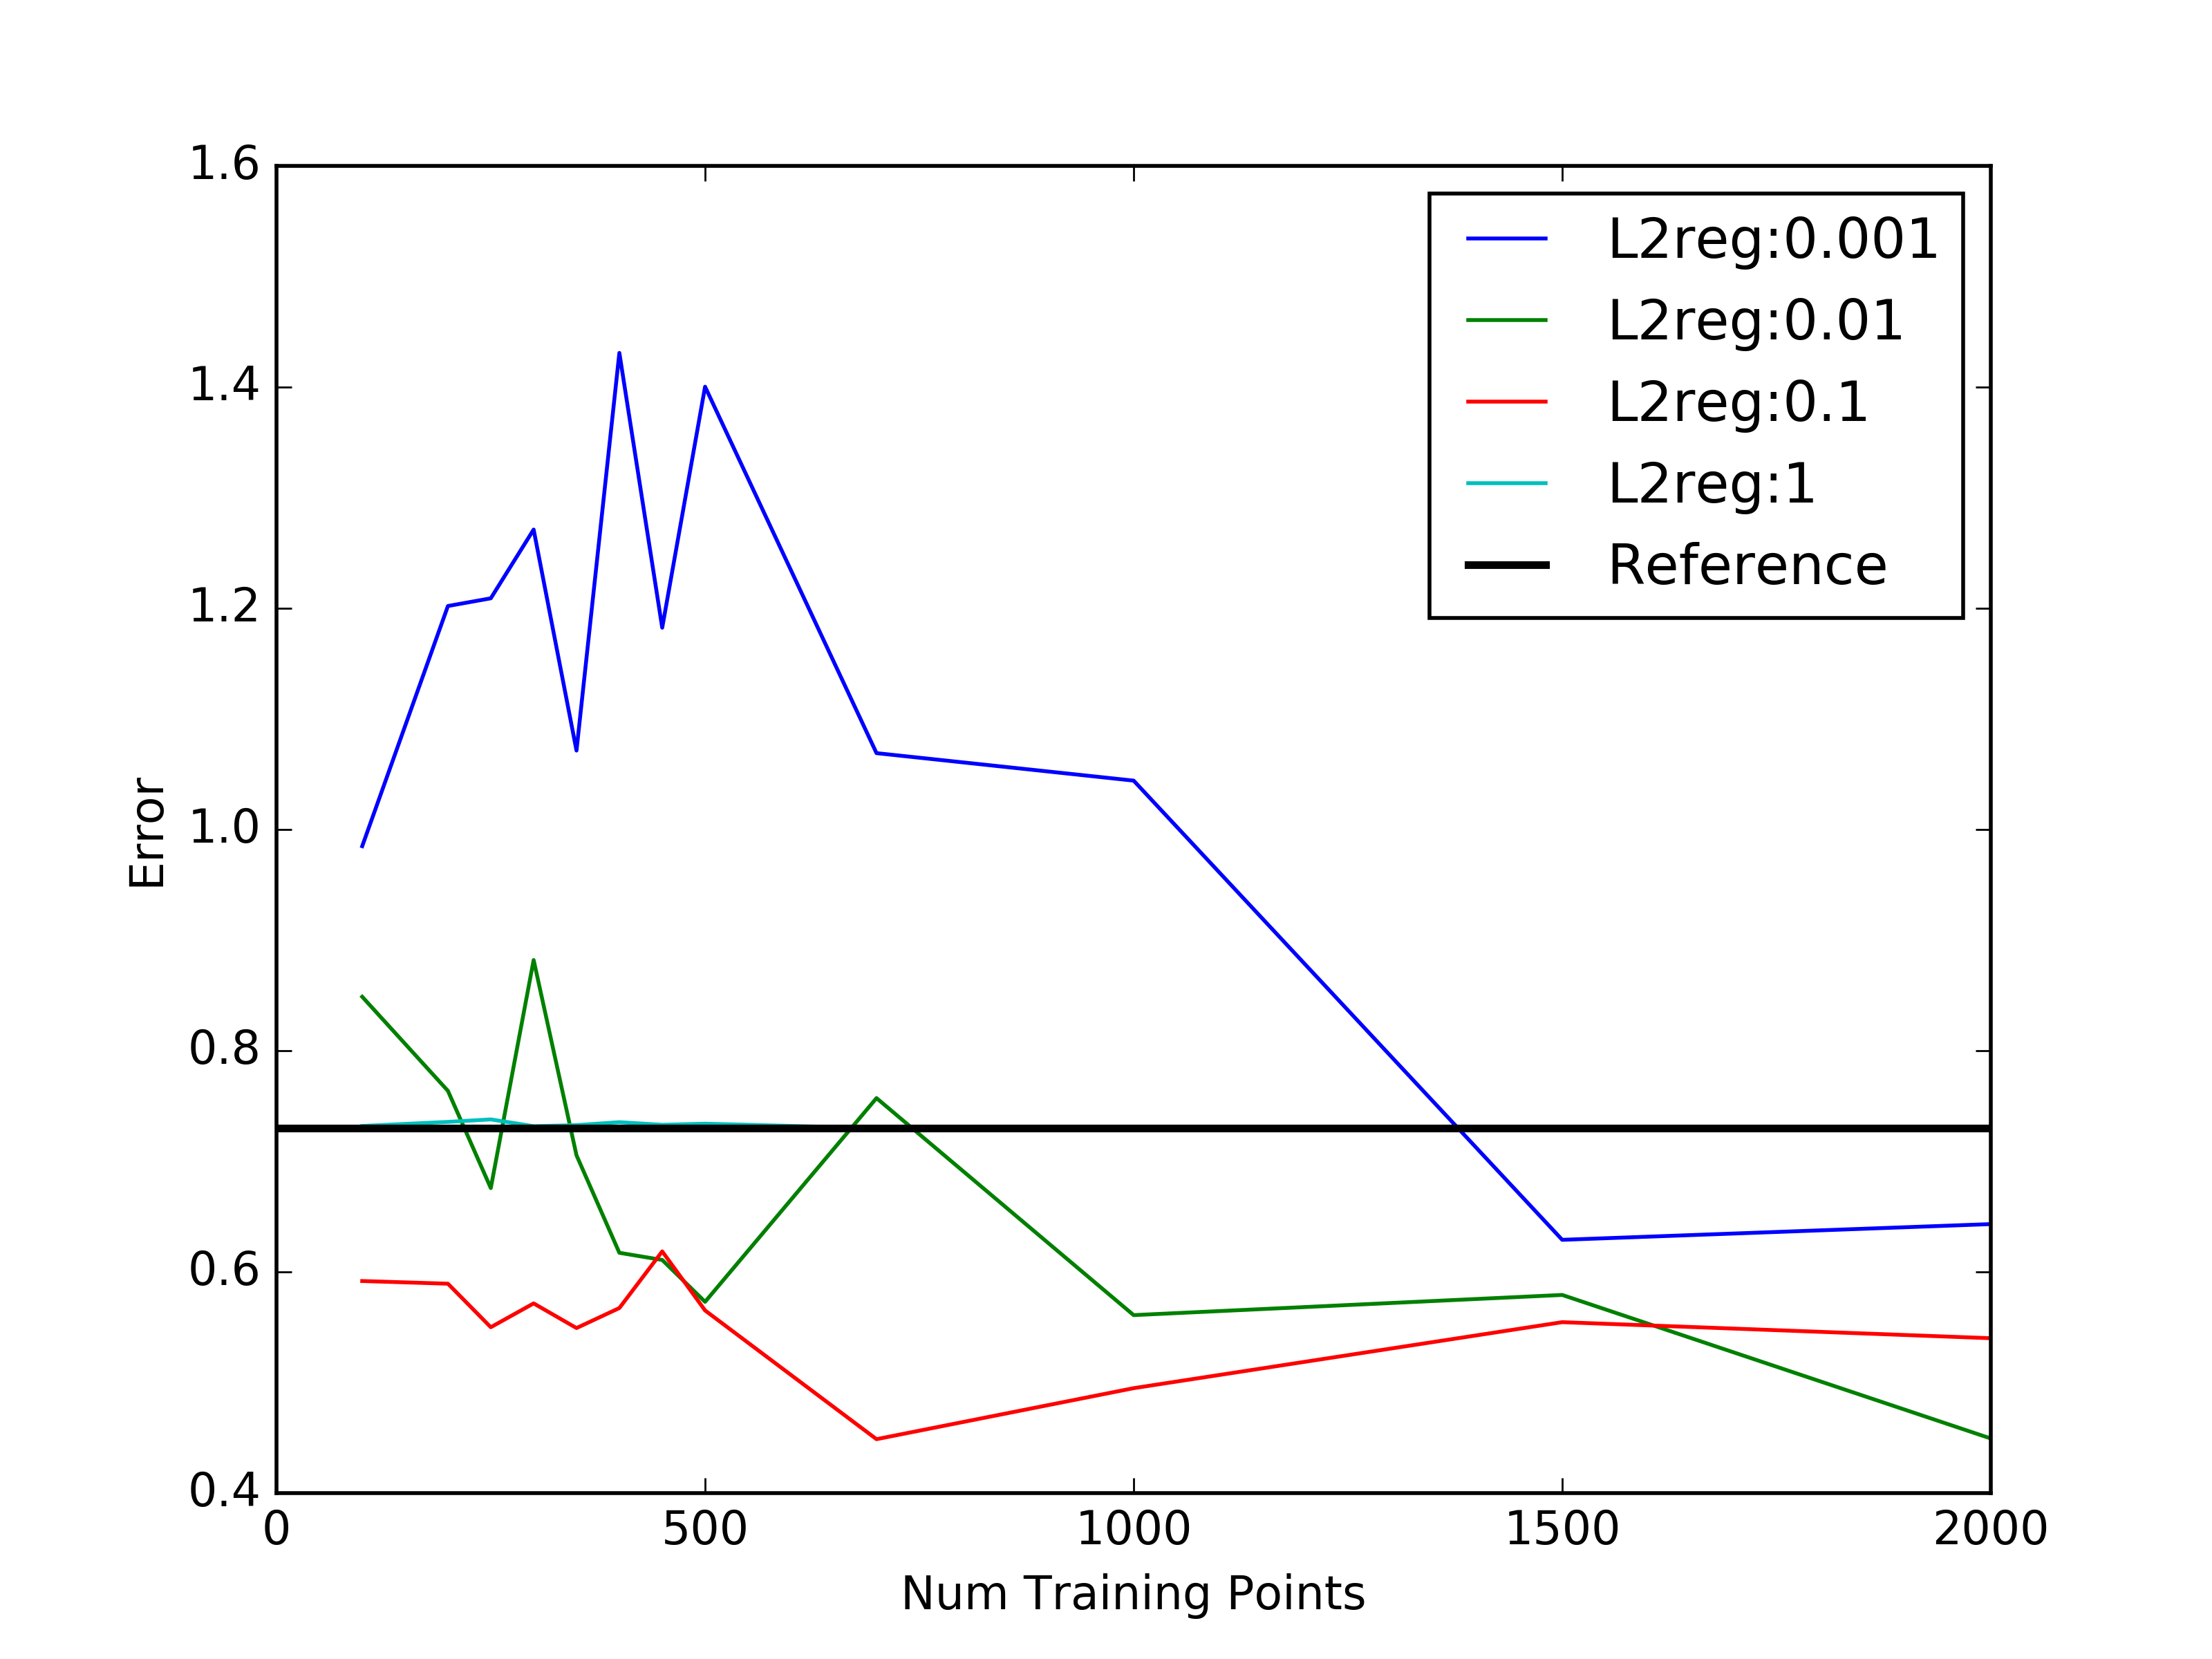 1.6
1.4
1.2
1.0
0.8
0.6
0.4
Error
0
500
1000
1500
2000
Num Training Points
L2reg:0.001
L2reg:0.01
L2reg:0.1
L2reg:1
Reference